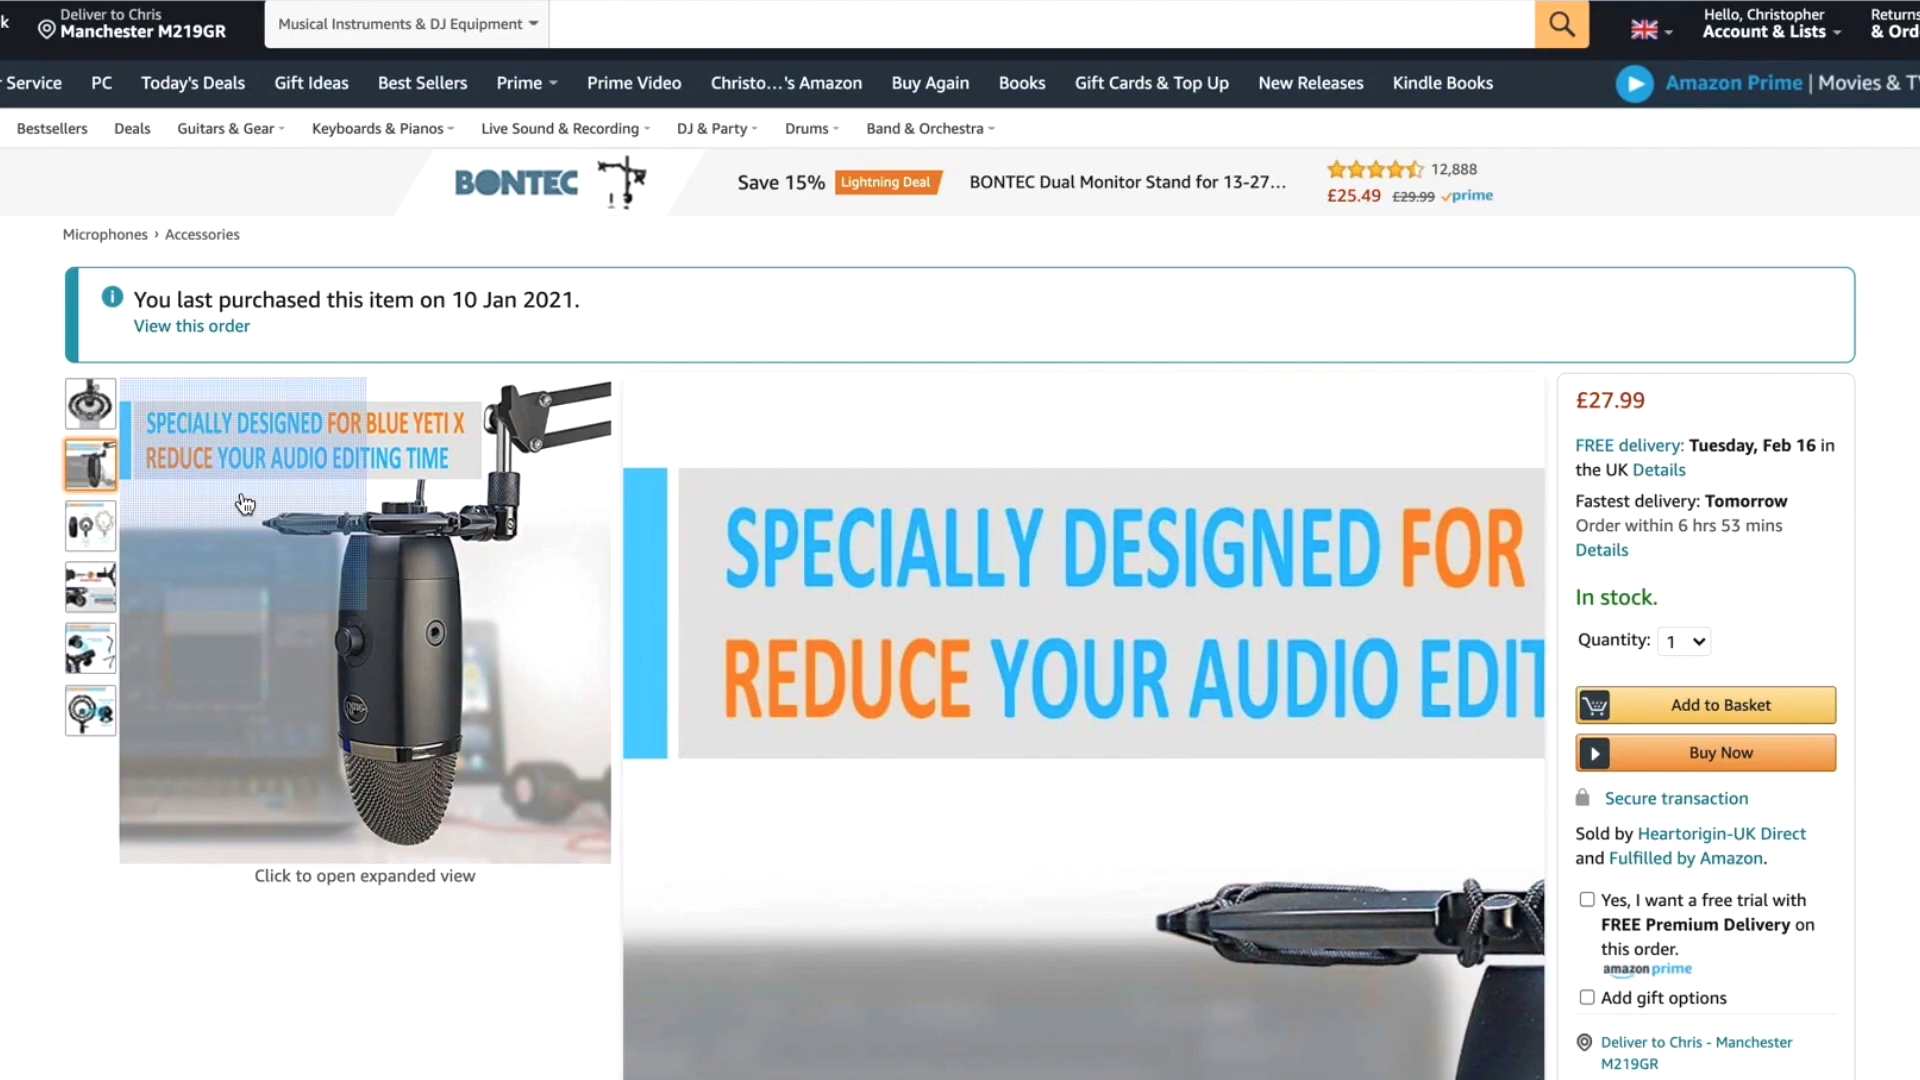 k
Deliver to Chris
Manchester M219GR
Musical Instruments & DJ Equipment
Hello, Christopher
Account & Lists
Returns
& Ord
r Service
PC
Today's Deals
Gift Ideas
Best Sellers
Prime
Prime Video
Christo...'s Amazon
Buy Again
Books
Gift Cards & Top Up
New Releases
Kindle Books
Amazon Prime | Movies & T
Bestsellers
Deals
Guitars & Gear
Keyboards & Pianos
Live Sound & Recording
DJ & Party
Drums
Band & Orchestra
BONTEC
Save 15%
Lightning Deal
BONTEC Dual Monitor Stand for 13-27...
12,888
£25.49 £29.99 prime
Microphones › Accessories
You last purchased this item on 10 Jan 2021.
View this order
SPECIALLY DESIGNED FOR BLUE YETI X
REDUCE YOUR AUDIO EDITING TIME
Click to open expanded view
SPECIALLY DESIGNED FOR
REDUCE YOUR AUDIO EDIT
£27.99
FREE delivery: Tuesday, Feb 16 in
the UK Details
Fastest delivery: Tomorrow
Order within 6 hrs 53 mins
Details
In stock.
Quantity: 1
Add to Basket
Buy Now
Secure transaction
Sold by Heartorigin-UK Direct
and Fulfilled by Amazon.
Yes, I want a free trial with
FREE Premium Delivery on
this order.
amazon prime
Add gift options
Deliver to Chris - Manchester
M219GR